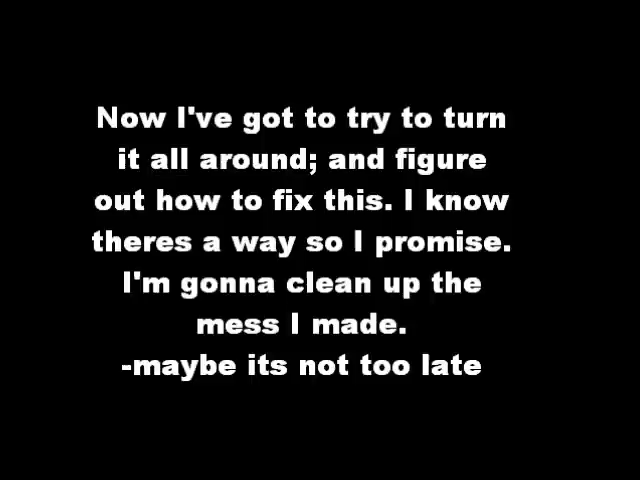 Now I've got to try to turn
it all around; and figure
out how to fix this. I know
theres a way so I promise.
I'm gonna clean up the
mess I made.
-maybe its not too late